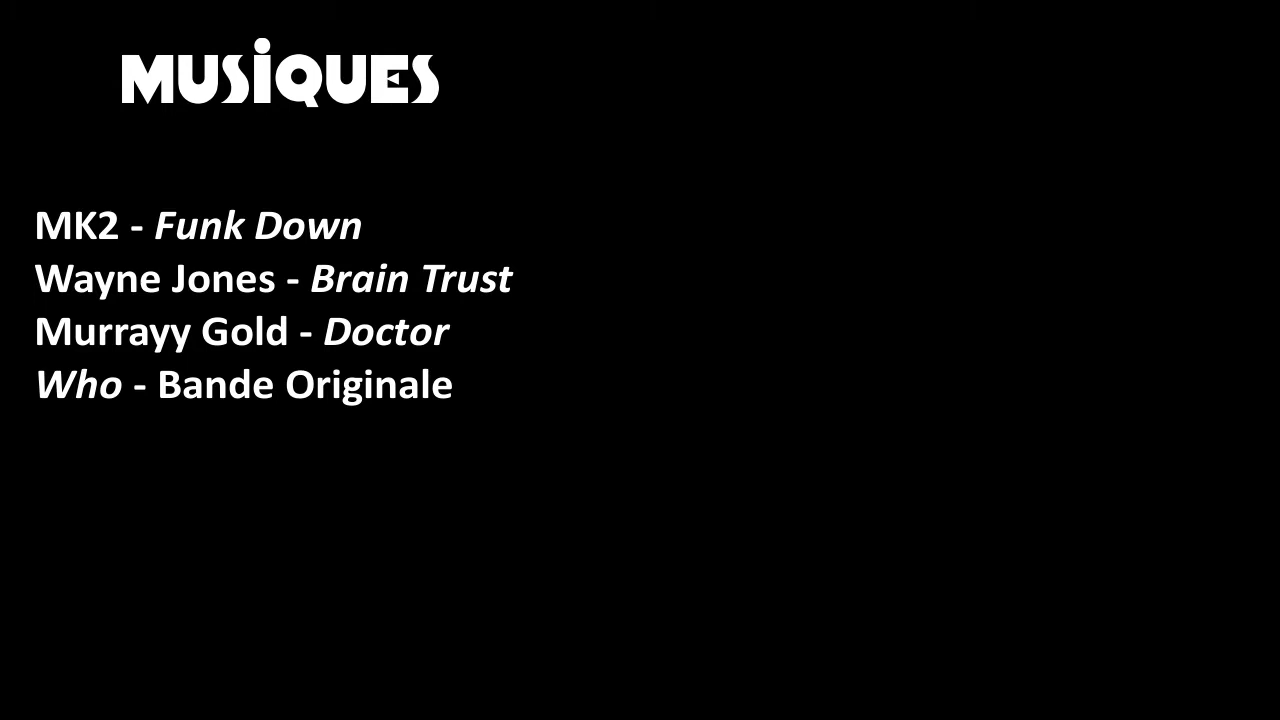 MUSIQUES
MK2 - Funk Down
Wayne Jones - Brain Trust
Murrayy Gold - Doctor
Who - Bande Originale